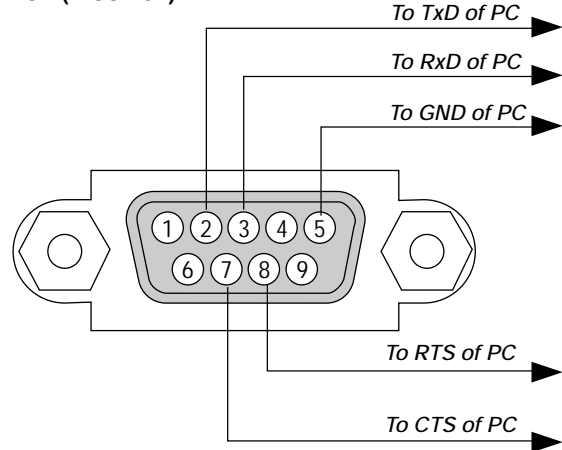 To TxD of PC
To RxD of PC
To GND of PC
1 2 3 4 5
6 7 8 9
To RTS of PC
To CTS of PC